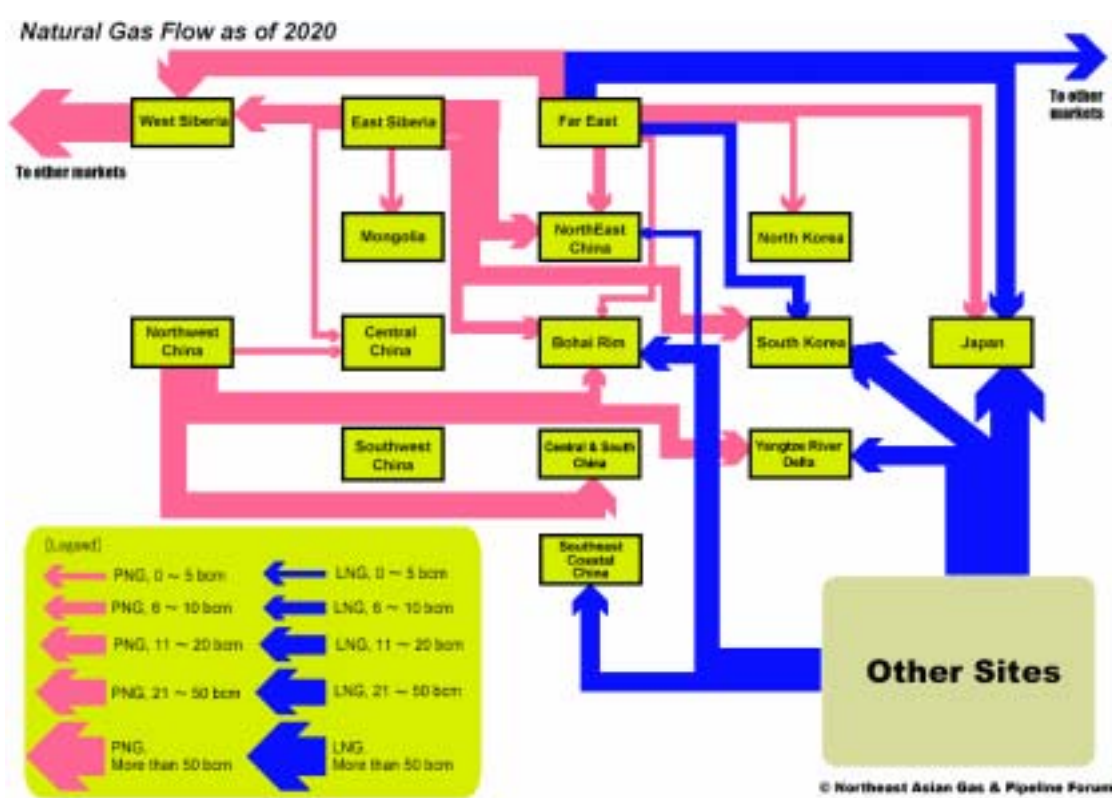 Natural Gas Flow as of 2020
To other
markets
West Siberia
East Siberia
Far East
To other markets
Mongolia
NorthEast
China
North Korea
Northwest
China
Central
China
Bohai Rim
South Korea
Japan
Southwest
China
Central & South
China
Yangtze River
Delta
Southeast
Coastal
China
[Legend]
PNG, 0 ~ 5 bcm
LNG, 0 ~ 5 bcm
PNG, 6 ~ 10 bcm
LNG, 6 ~ 10 bcm
PNG, 11 ~ 20 bcm
LNG, 11 ~ 20 bcm
PNG, 21 ~ 50 bcm
LNG, 21 ~ 50 bcm
PNG,
More than 50 bcm
LNG,
More than 50 bcm
Other Sites
© Northeast Asian Gas & Pipeline Forum